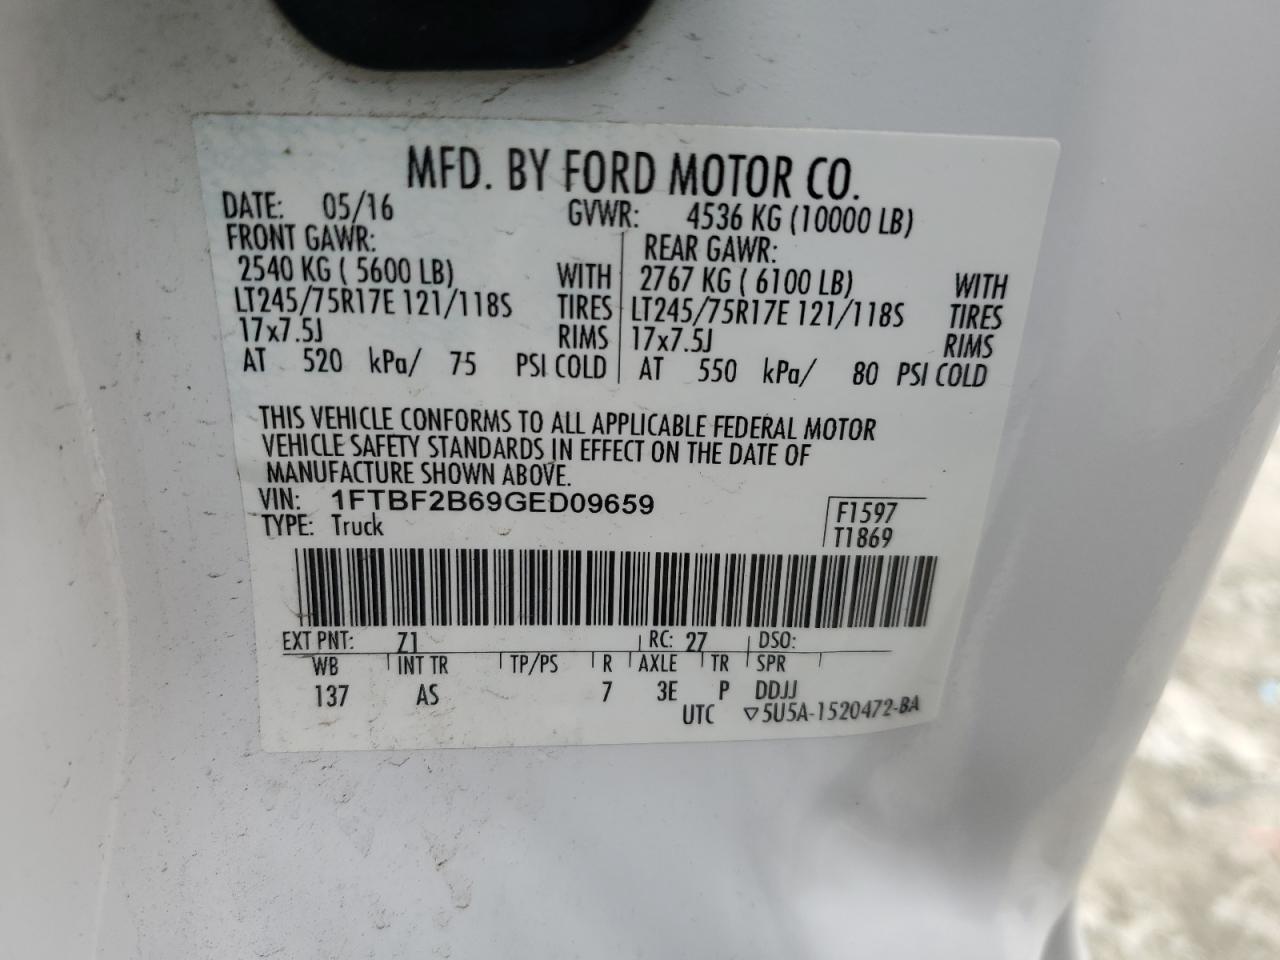 MFD. BY FORD MOTOR CO.
DATE: 05/16 GVWR: 4536 KG (10000 LB)
FRONT GAWR: REAR GAWR:
2540 KG ( 5600 LB) WITH 2767 KG ( 6100 LB) WITH
LT245/75R17E 121/118S TIRES LT245/75R17E 121/118S TIRES
17x7.5J RIMS 17x7.5J RIMS
AT 520 kPa/ 75 PSI COLD AT 550 kPa/ 80 PSI COLD
THIS VEHICLE CONFORMS TO ALL APPLICABLE FEDERAL MOTOR
VEHICLE SAFETY STANDARDS IN EFFECT ON THE DATE OF
MANUFACTURE SHOWN ABOVE.
VIN: 1FTBF2B69GED09659 F1597
TYPE: Truck T1869
EXT PNT: Z1 RC: 27 DSO:
WB INT TR TP/PS R AXLE TR SPR
137 AS 7 3E P DDJJ
UTC ▽5U5A-1520472-BA